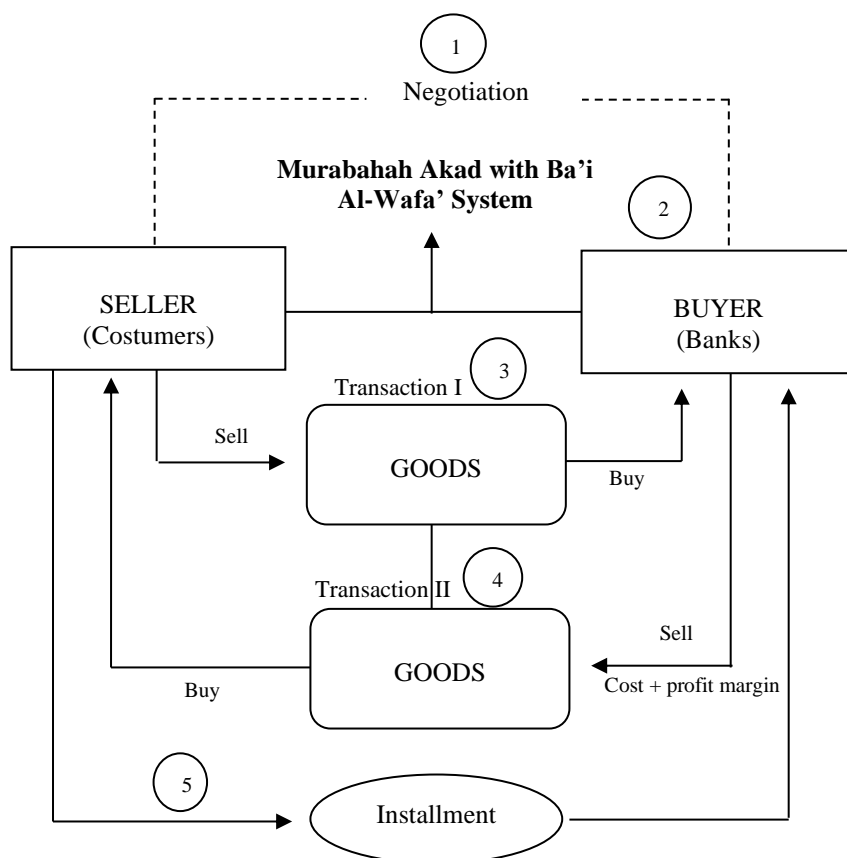 1
Negotiation
Murabahah Akad with Ba’i
Al-Wafa’ System
2
SELLER
(Costumers)
BUYER
(Banks)
3
Transaction I
Sell
GOODS
Buy
4
Transaction II
Sell
GOODS
Buy
Cost + profit margin
5
Installment